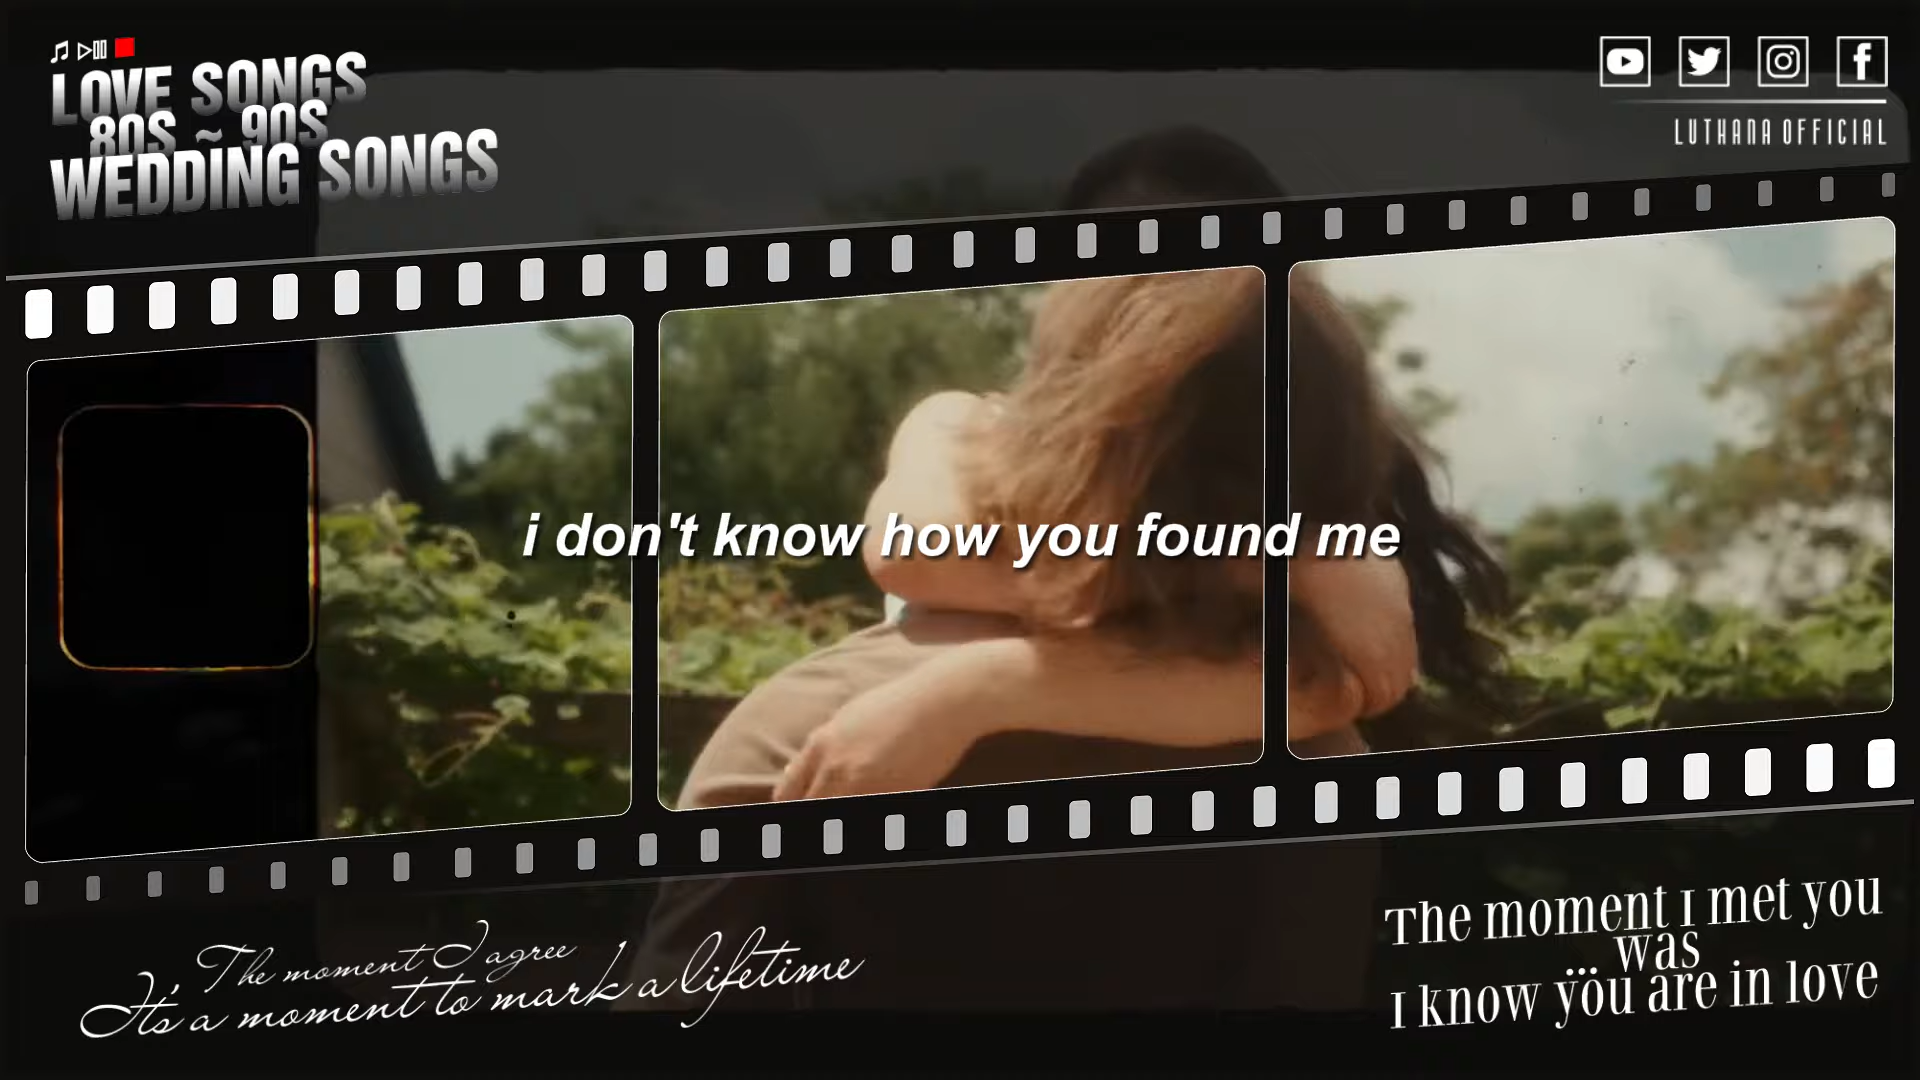 LOVE SONGS
80S ~ 90S
WEDDING SONGS
LUTHANA OFFICIAL
i don't know how you found me
The moment I agree
It's a moment to mark a lifetime
The moment I met you
was
I know you are in love